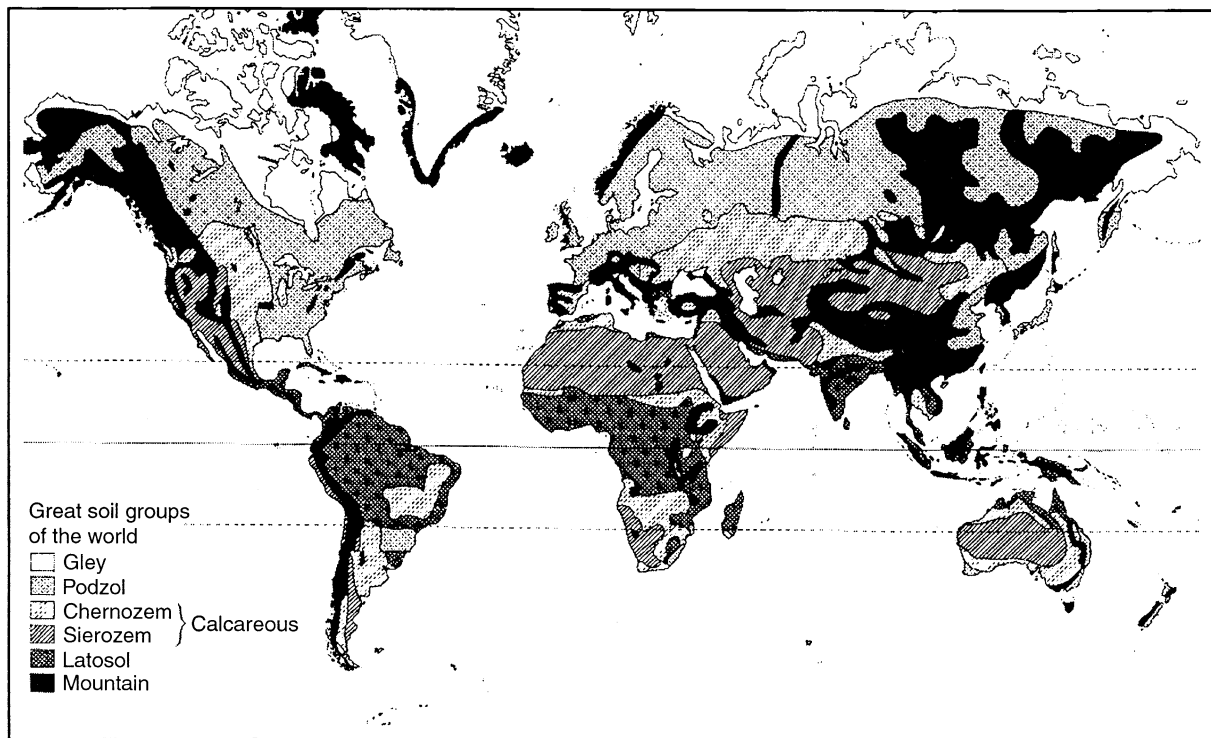 Great soil groups
of the world
Gley
Podzol
Chernozem
Sierozem
Calcareous
Latosol
Mountain